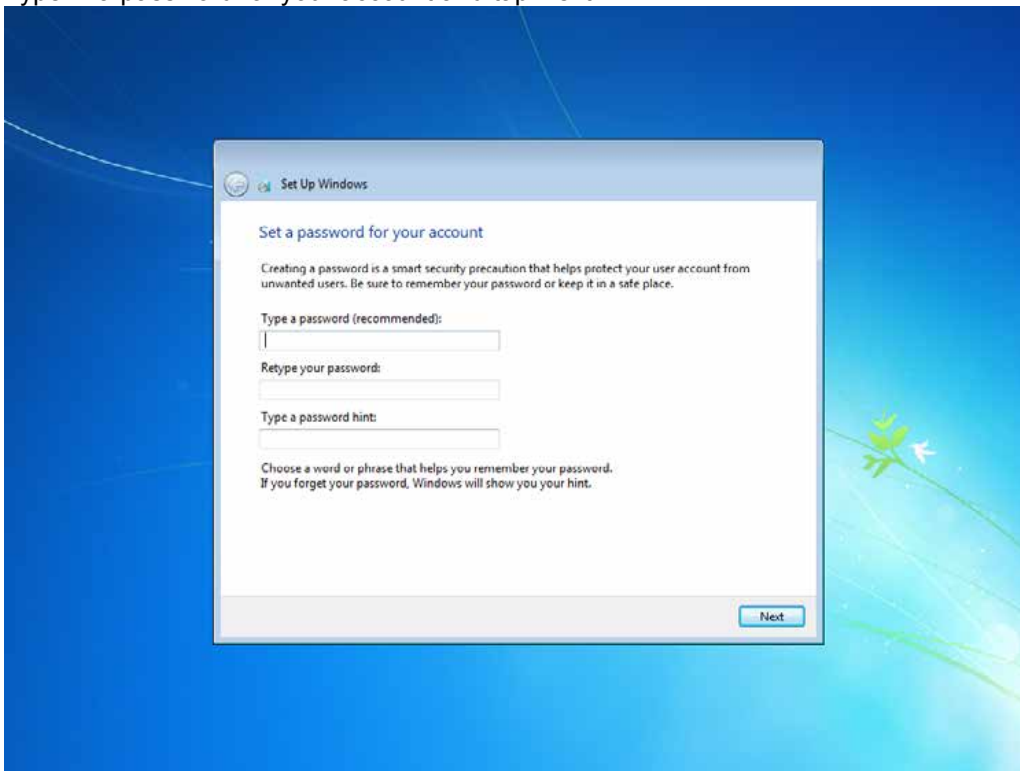 Set Up Windows
Set a password for your account
Creating a password is a smart security precaution that helps protect your user account from
unwanted users. Be sure to remember your password or keep it in a safe place.
Type a password (recommended):
Retype your password:
Type a password hint:
Choose a word or phrase that helps you remember your password.
If you forget your password, Windows will show you your hint.
Next